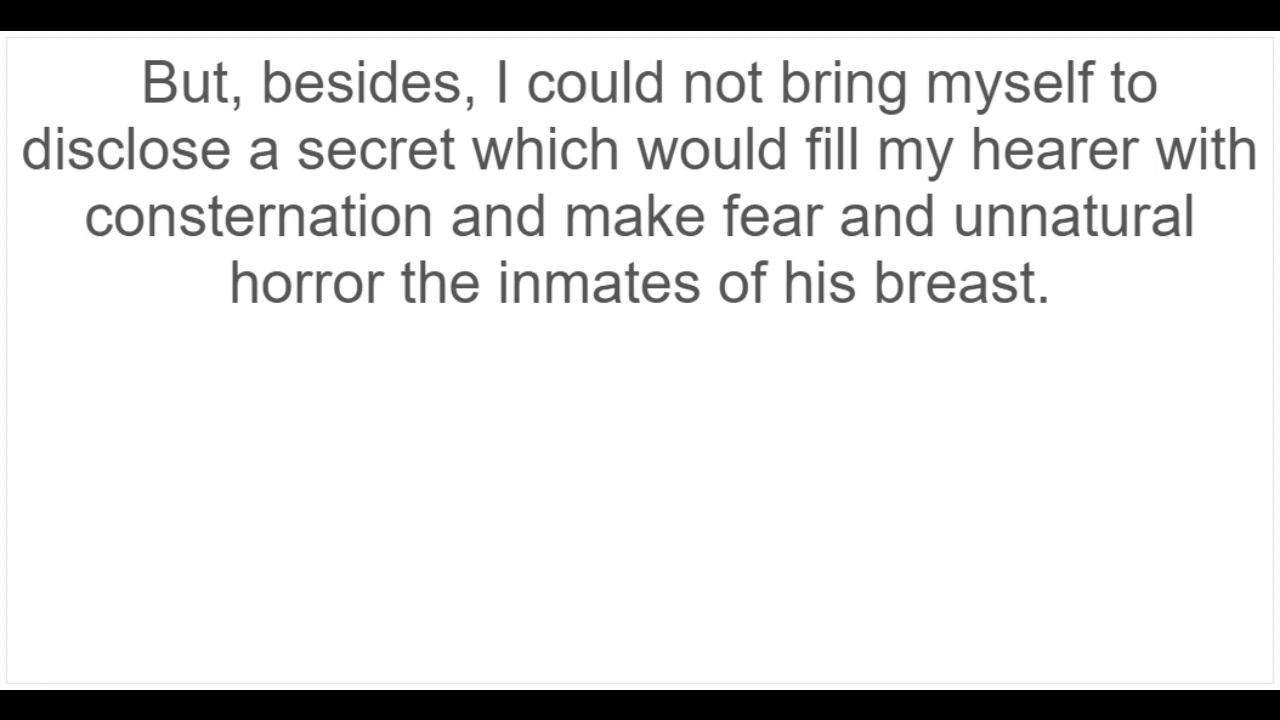 But, besides, I could not bring myself to
disclose a secret which would fill my hearer with
consternation and make fear and unnatural
horror the inmates of his breast.